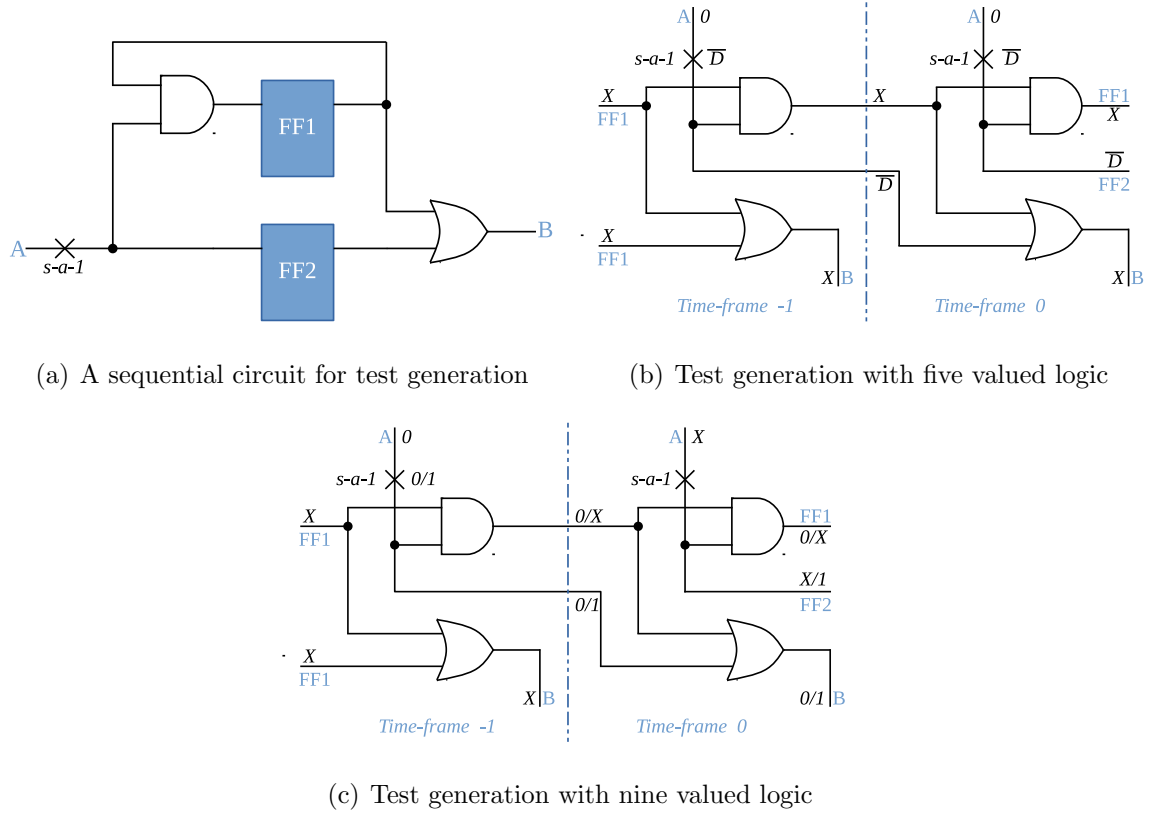 FF1
A
s-a-1
FF2
B
(a) A sequential circuit for test generation
A 0
s-a-1 D̅
X
FF1
X
FF1
D̅
X B
Time-frame -1
A 0
s-a-1 D̅
X
FF1
X
D̅
FF2
X B
Time-frame 0
(b) Test generation with five valued logic
A 0
s-a-1 0/1
X
FF1
X
FF1
0/X
0/1
X B
Time-frame -1
A X
s-a-1
FF1
0/X
X/1
FF2
0/1 B
Time-frame 0
(c) Test generation with nine valued logic